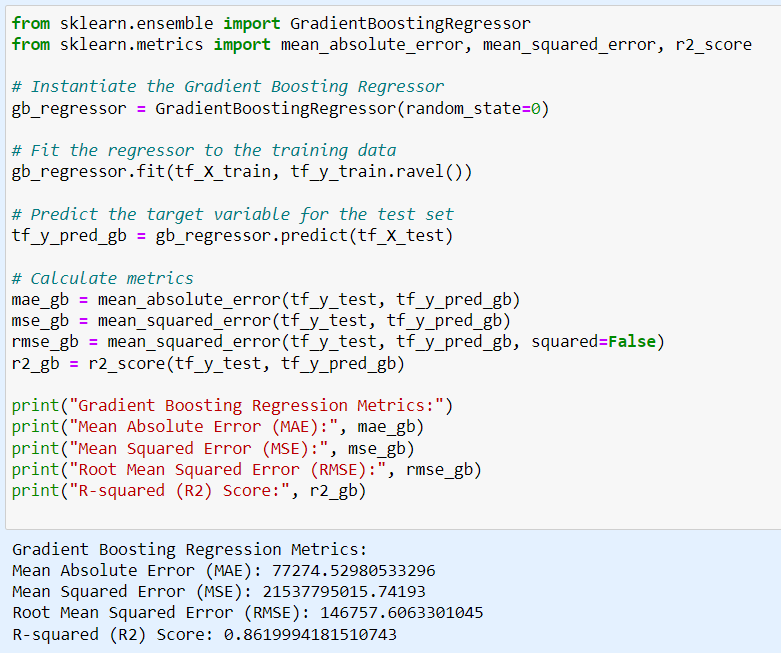 from sklearn.ensemble import GradientBoostingRegressor
from sklearn.metrics import mean_absolute_error, mean_squared_error, r2_score
# Instantiate the Gradient Boosting Regressor
gb_regressor = GradientBoostingRegressor(random_state=0)
# Fit the regressor to the training data
gb_regressor.fit(tf_X_train, tf_y_train.ravel())
# Predict the target variable for the test set
tf_y_pred_gb = gb_regressor.predict(tf_X_test)
# Calculate metrics
mae_gb = mean_absolute_error(tf_y_test, tf_y_pred_gb)
mse_gb = mean_squared_error(tf_y_test, tf_y_pred_gb)
rmse_gb = mean_squared_error(tf_y_test, tf_y_pred_gb, squared=False)
r2_gb = r2_score(tf_y_test, tf_y_pred_gb)
print("Gradient Boosting Regression Metrics:")
print("Mean Absolute Error (MAE):", mae_gb)
print("Mean Squared Error (MSE):", mse_gb)
print("Root Mean Squared Error (RMSE):", rmse_gb)
print("R-squared (R2) Score:", r2_gb)
Gradient Boosting Regression Metrics:
Mean Absolute Error (MAE): 77274.52980533296
Mean Squared Error (MSE): 21537795015.74193
Root Mean Squared Error (RMSE): 146757.6063301045
R-squared (R2) Score: 0.8619994181510743